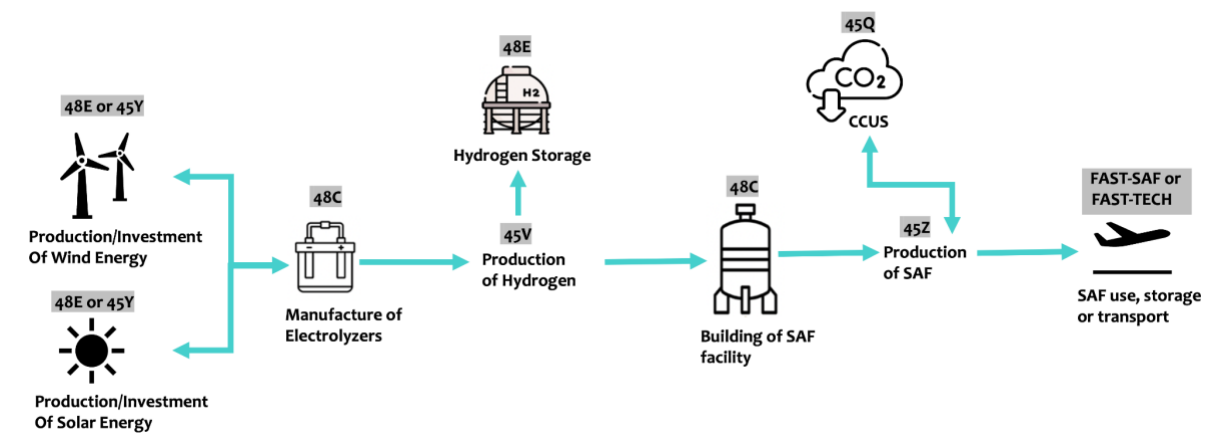 48E or 45Y
Production/Investment
Of Wind Energy
48E or 45Y
Production/Investment
Of Solar Energy
48C
- +
Manufacture of
Electrolyzers
48E
H2
Hydrogen Storage
45V
Production
of Hydrogen
48C
Building of SAF
facility
45Q
CO2
CCUS
45Z
Production
of SAF
FAST-SAF or
FAST-TECH
SAF use, storage
or transport